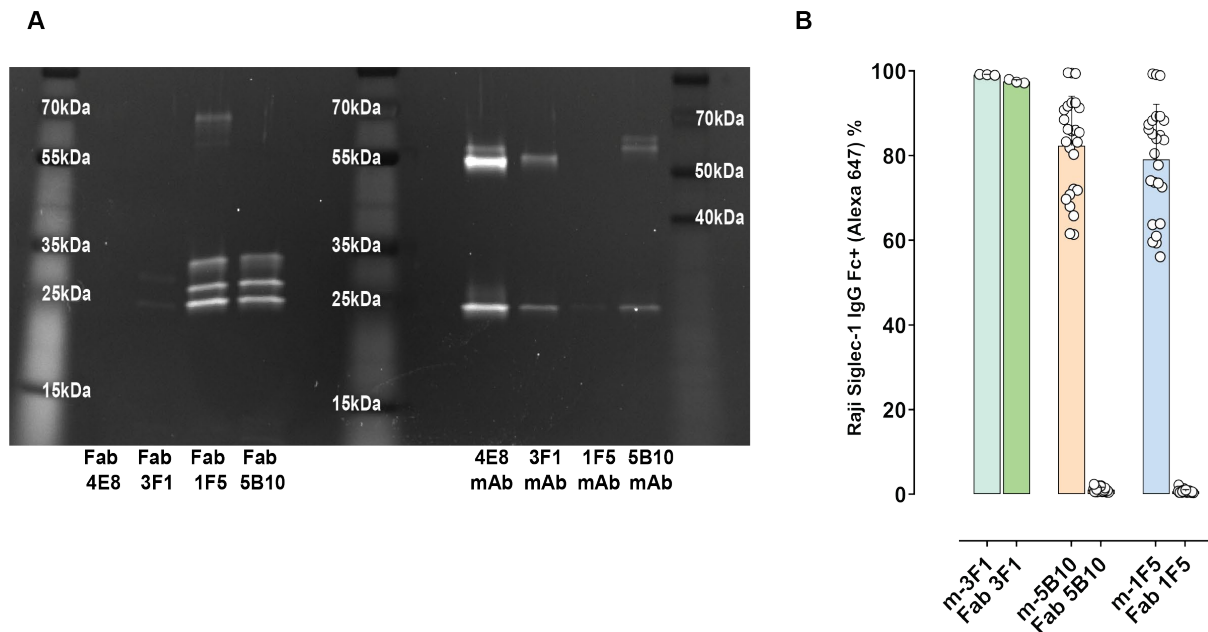 A
70kDa
55kDa
35kDa
25kDa
15kDa
70kDa
55kDa
35kDa
25kDa
15kDa
70kDa
50kDa
40kDa
Fab Fab Fab Fab
4E8 3F1 1F5 5B10
4E8 3F1 1F5 5B10
mAb mAb mAb mAb
B
Raji Siglec-1 IgG Fc+ (Alexa 647) %
100
80
60
40
20
0
m-3F1
Fab 3F1
m-5B10
Fab 5B10
m-1F5
Fab 1F5